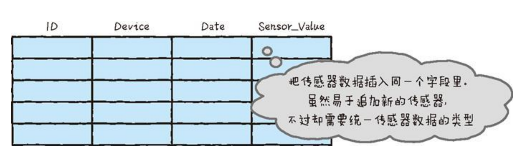 ID Device Date Sensor_Value
把传感器数据插入同一个字段里。
虽然易于追加新的传感器,
不过却需要统一传感器数据的类型